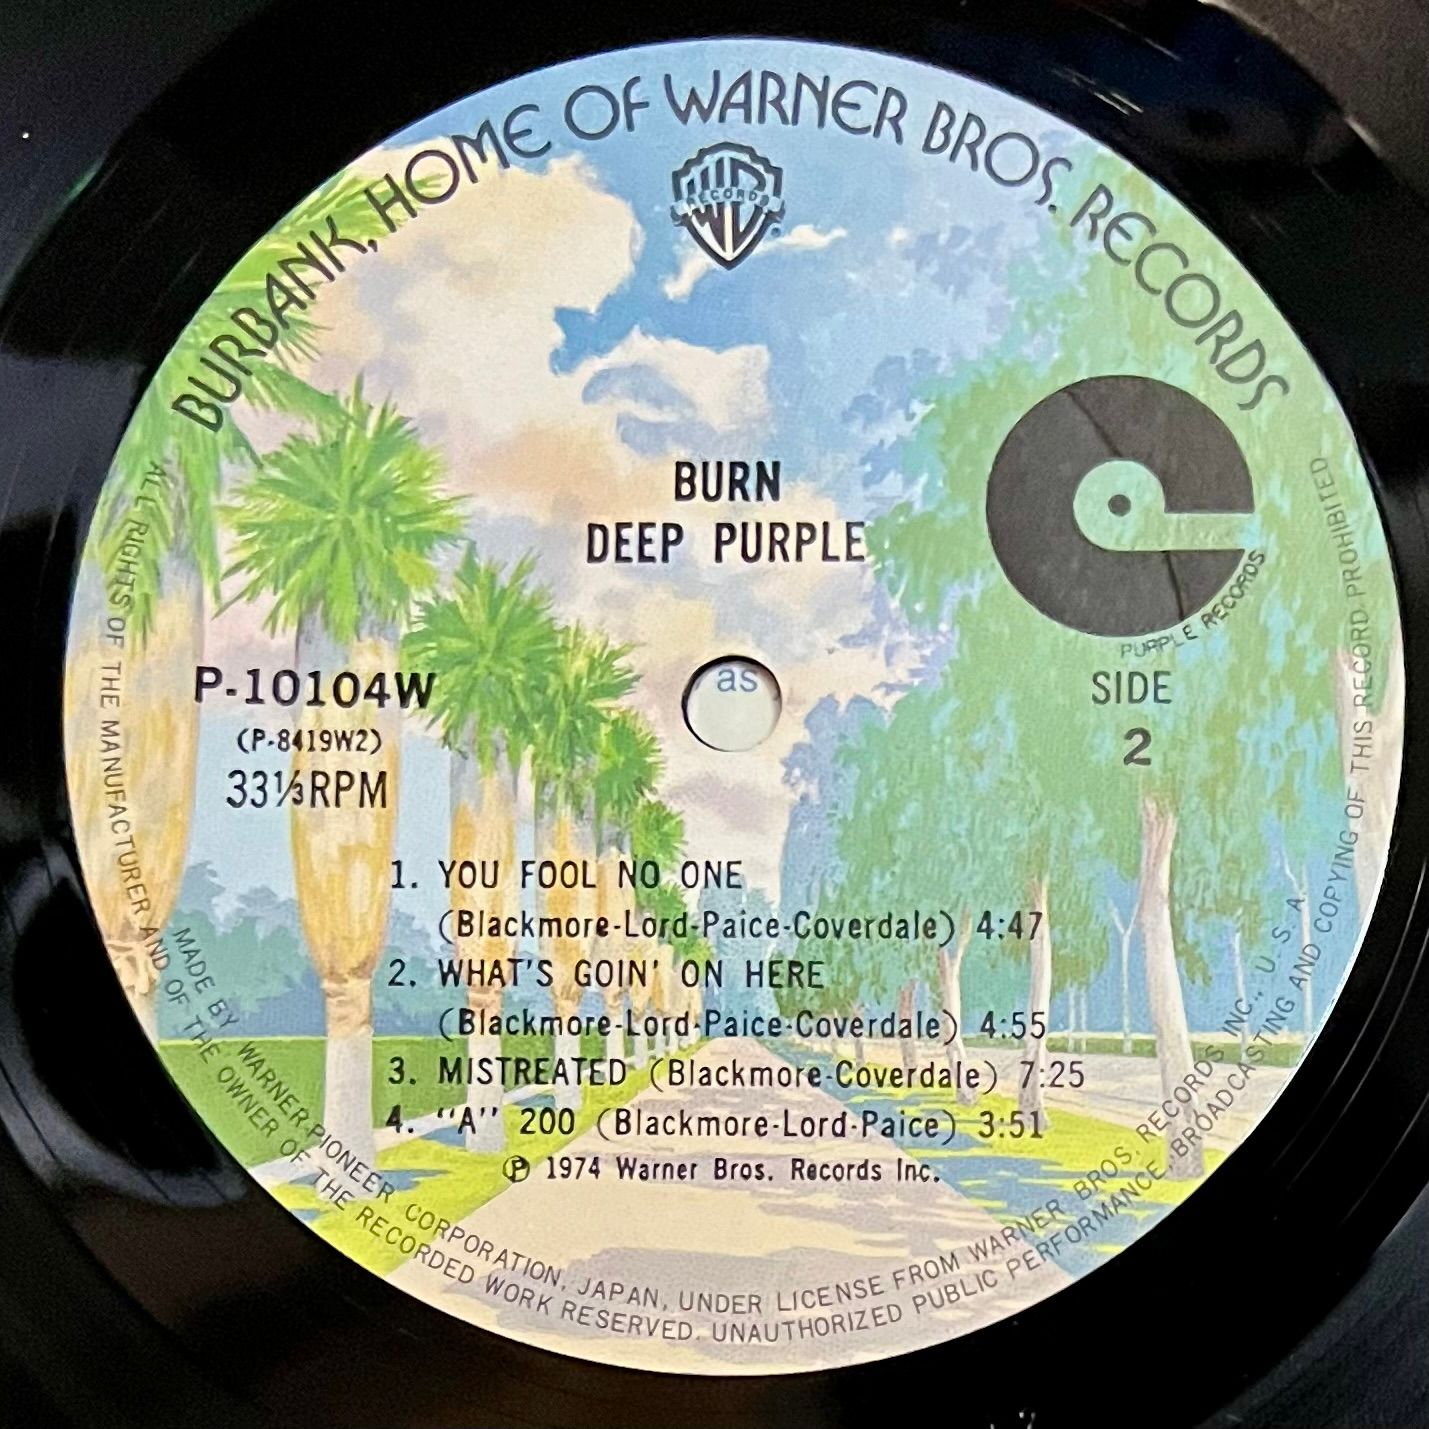 BURBANK, HOME OF WARNER BROS. RECORDS
W RECORDS
BURN
DEEP PURPLE
PURPLE RECORDS
P-10104W
(P-8419W2)
33⅓RPM
as
SIDE
2
1. YOU FOOL NO ONE
(Blackmore-Lord-Paice-Coverdale) 4:47
2. WHAT'S GOIN' ON HERE
(Blackmore-Lord-Paice-Coverdale) 4:55
3. MISTREATED (Blackmore-Coverdale) 7:25
4. "A" 200 (Blackmore-Lord-Paice) 3:51
℗ 1974 Warner Bros. Records Inc.
MADE BY WARNER-PIONEER CORPORATION, JAPAN, UNDER LICENSE FROM WARNER BROS. RECORDS INC., U.S.A.
ALL RIGHTS OF THE MANUFACTURER AND OF THE OWNER OF THE RECORDED WORK RESERVED. UNAUTHORIZED PUBLIC PERFORMANCE, BROADCASTING AND COPYING OF THIS RECORD PROHIBITED